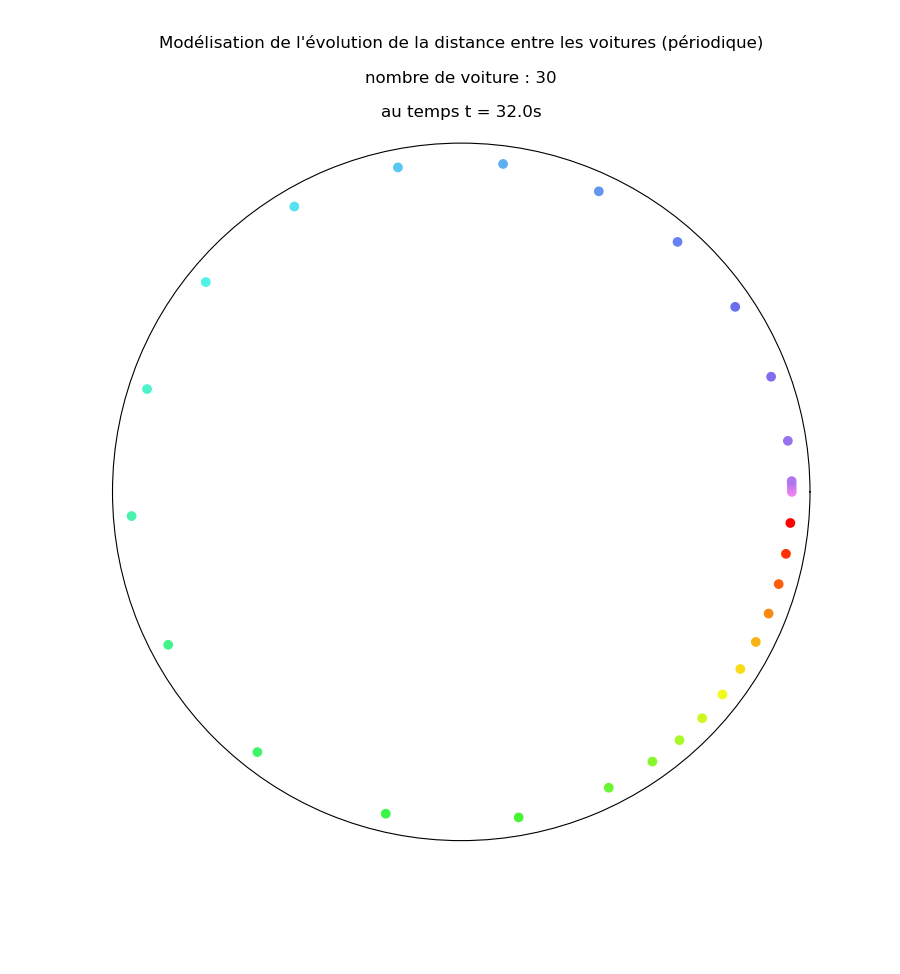 Modélisation de l'évolution de la distance entre les voitures (périodique)
nombre de voiture : 30
au temps t = 32.0s